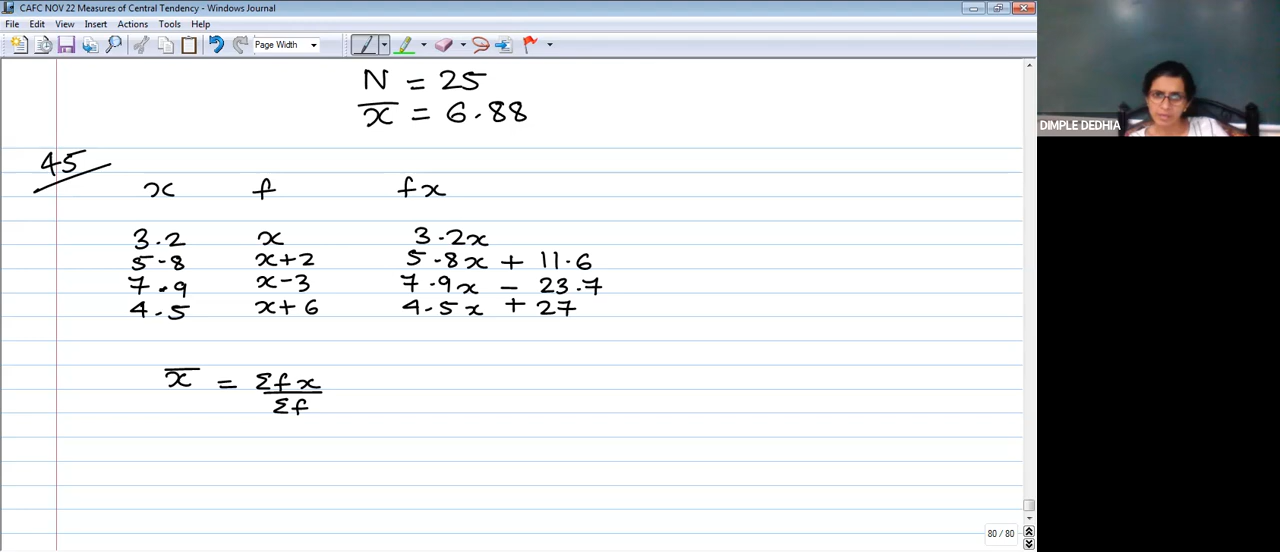 CAFC NOV 22 Measures of Central Tendency - Windows Journal
File Edit View Insert Actions Tools Help
Page Width
N = 25
x̅ = 6.88
DIMPLE DEDHIA
45
x f fx
3.2 x 3.2x
5.8 x+2 5.8x + 11.6
7.9 x-3 7.9x - 23.7
4.5 x+6 4.5x + 27
x̅ = Σfx
Σf
80 / 80